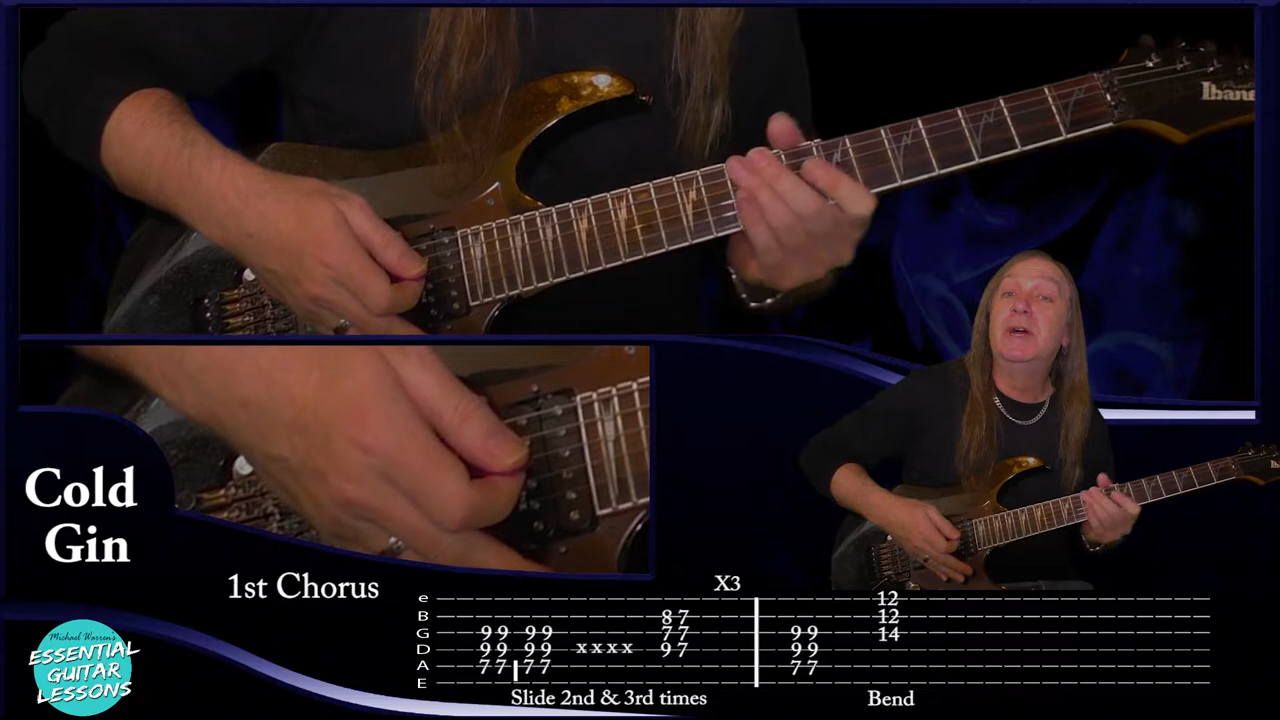 Ibane
Cold
Gin
1st Chorus
X3
e 12
B 8 7 12
G 9 9 9 9 7 7 9 9 14
D 9 9 9 9 x x x x 9 7 9 9
A 7 7 7 7 7 7
E
Slide 2nd & 3rd times
Bend
Michael Warren's
ESSENTIAL
GUITAR
LESSONS